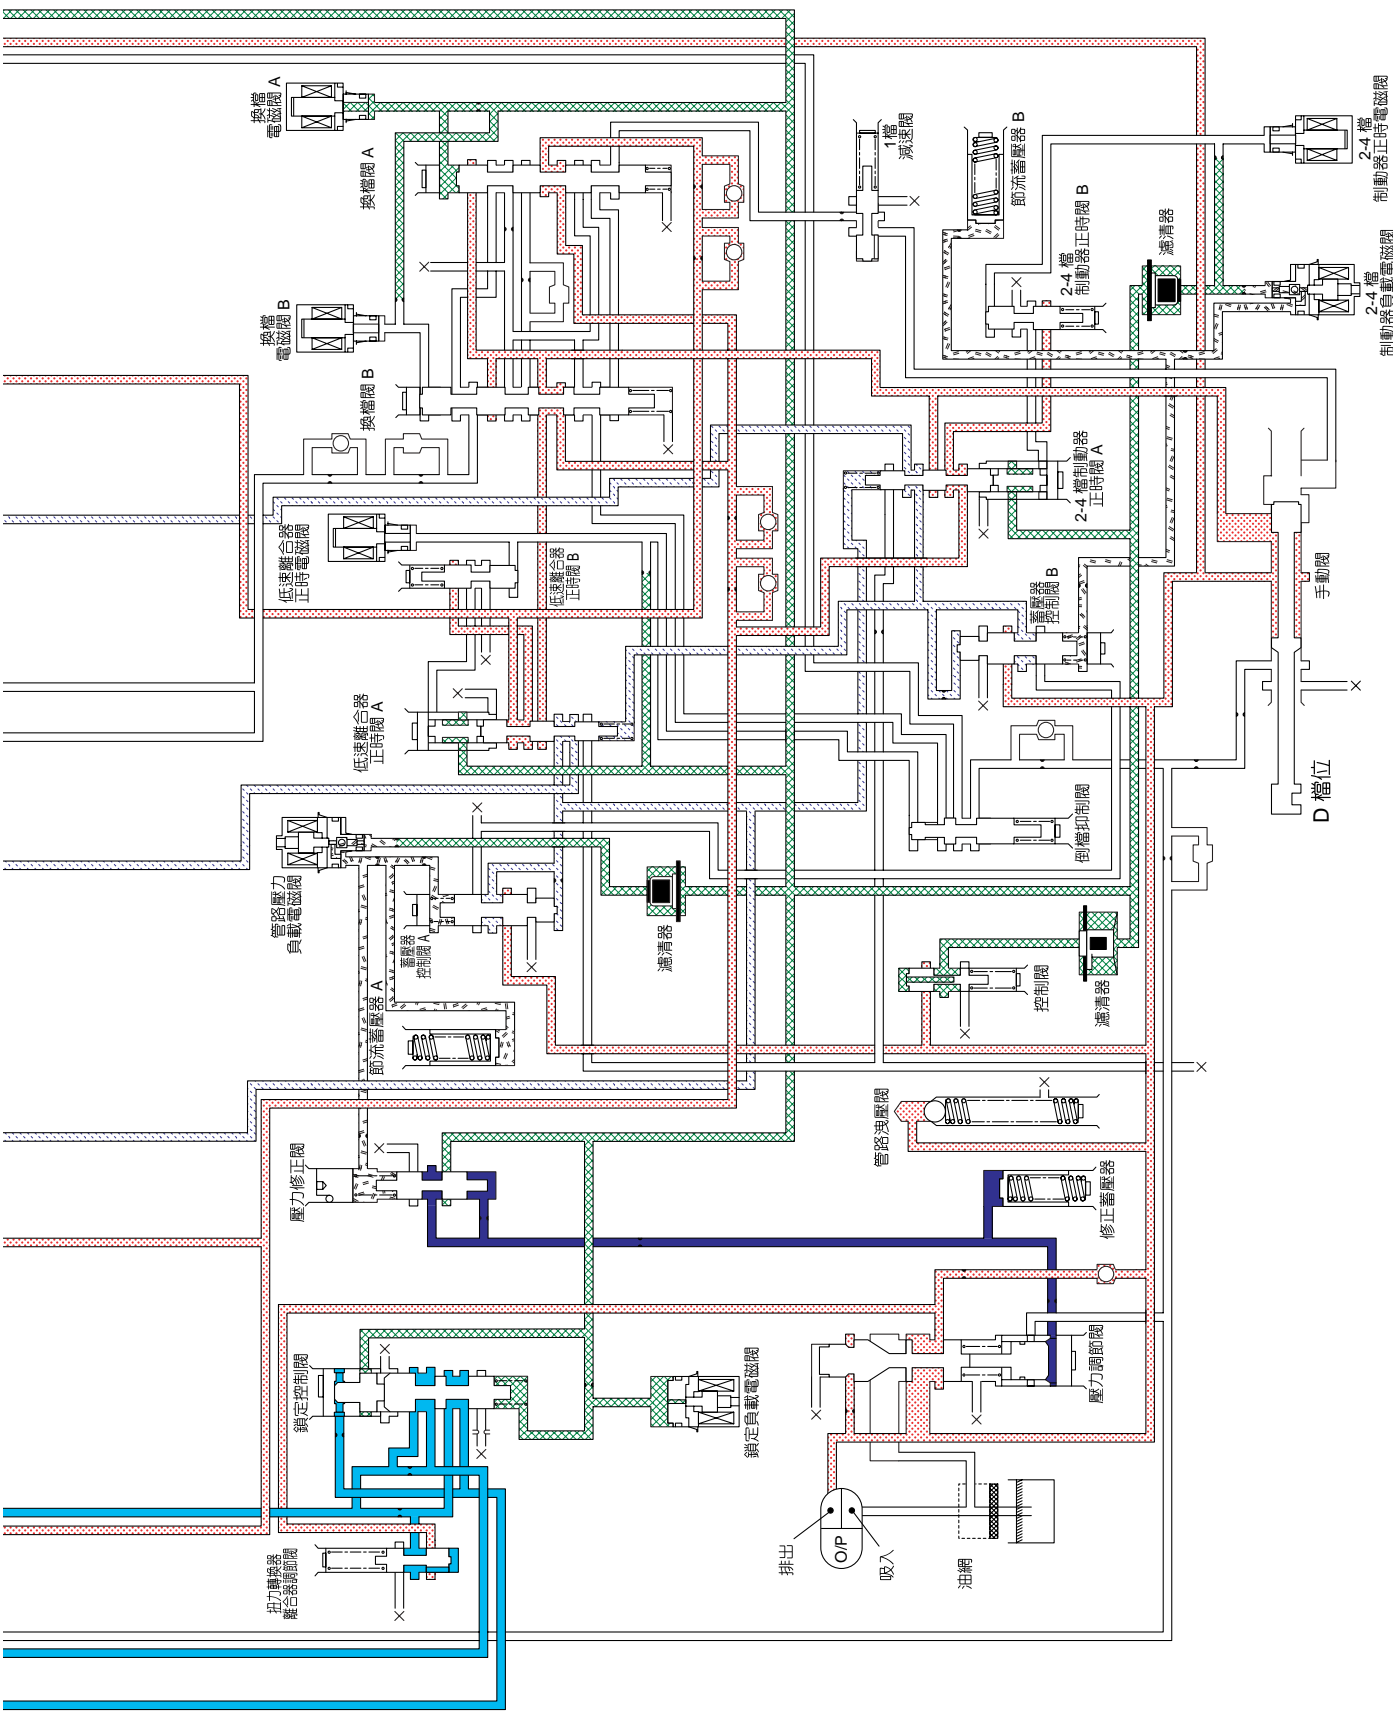 換檔
電磁閥 A
換檔閥 A
換檔
電磁閥 B
換檔閥 B
低速離合器
正時電磁閥
低速離合器
正時閥 B
低速離合器
正時閥 A
管路壓力
負載電磁閥
蓄壓器
控制閥 A
節流蓄壓器 A
壓力修正閥
鎖定控制閥
扭力轉換器
離合器調節閥
鎖定負載電磁閥
濾清器
1檔
減速閥
節流蓄壓器 B
2-4 檔
制動器正時閥 B
濾清器
2-4 檔
制動器正時電磁閥
2-4 檔
制動器負載電磁閥
2-4 檔制動器
正時閥 A
蓄壓器
控制閥 B
手動閥
D 檔位
倒檔抑制閥
控制閥
濾清器
管路洩壓閥
修正蓄壓器
壓力調節閥
排出
O/P
吸入
油網